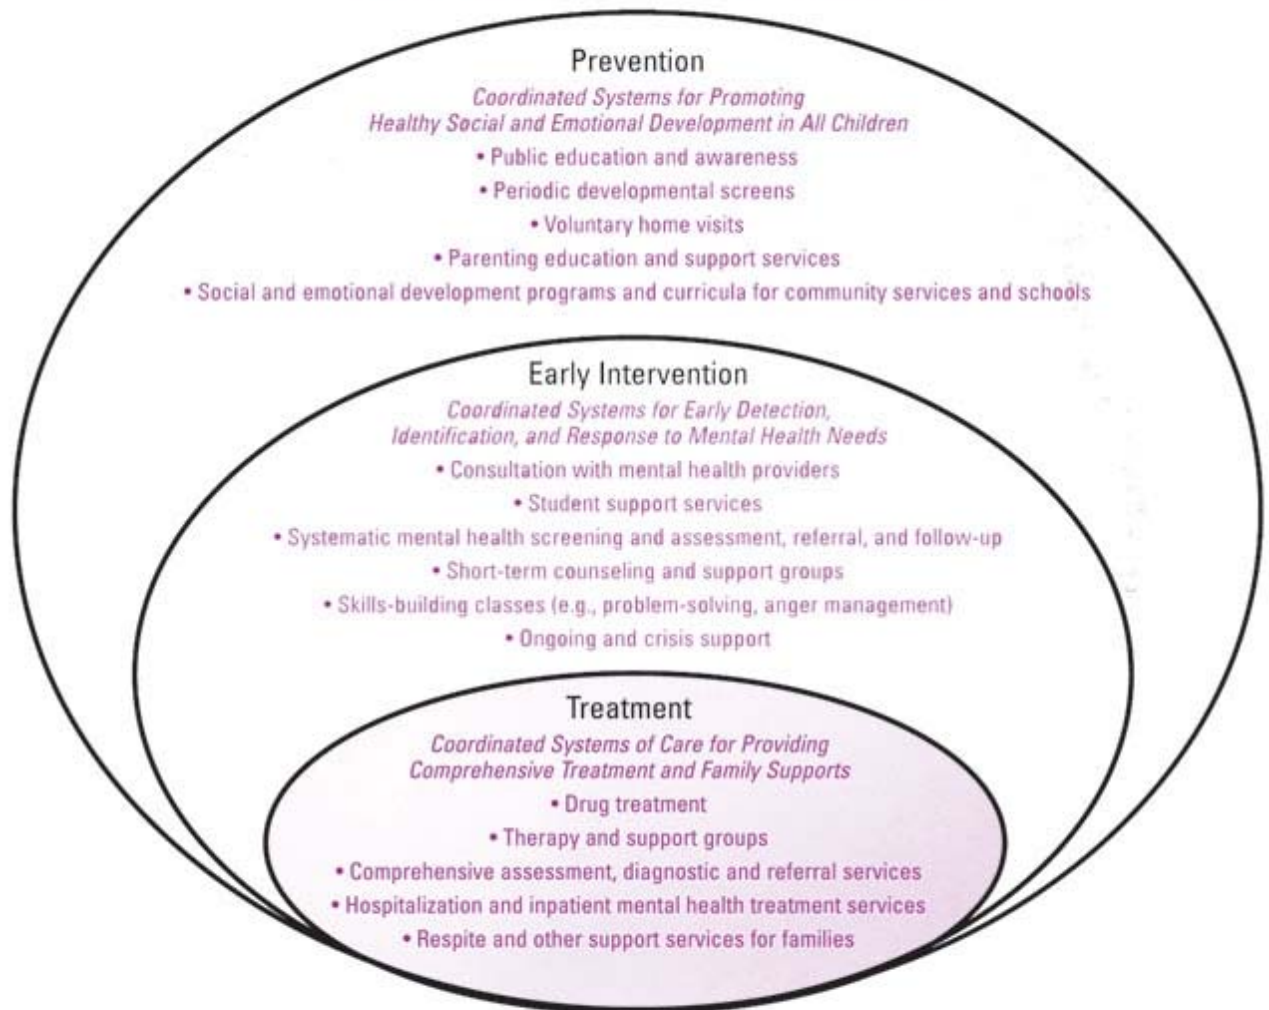 Prevention
Coordinated Systems for Promoting
Healthy Social and Emotional Development in All Children
• Public education and awareness
• Periodic developmental screens
• Voluntary home visits
• Parenting education and support services
• Social and emotional development programs and curricula for community services and schools
Early Intervention
Coordinated Systems for Early Detection,
Identification, and Response to Mental Health Needs
• Consultation with mental health providers
• Student support services
• Systematic mental health screening and assessment, referral, and follow-up
• Short-term counseling and support groups
• Skills-building classes (e.g., problem-solving, anger management)
• Ongoing and crisis support
Treatment
Coordinated Systems of Care for Providing
Comprehensive Treatment and Family Supports
• Drug treatment
• Therapy and support groups
• Comprehensive assessment, diagnostic and referral services
• Hospitalization and inpatient mental health treatment services
• Respite and other support services for families